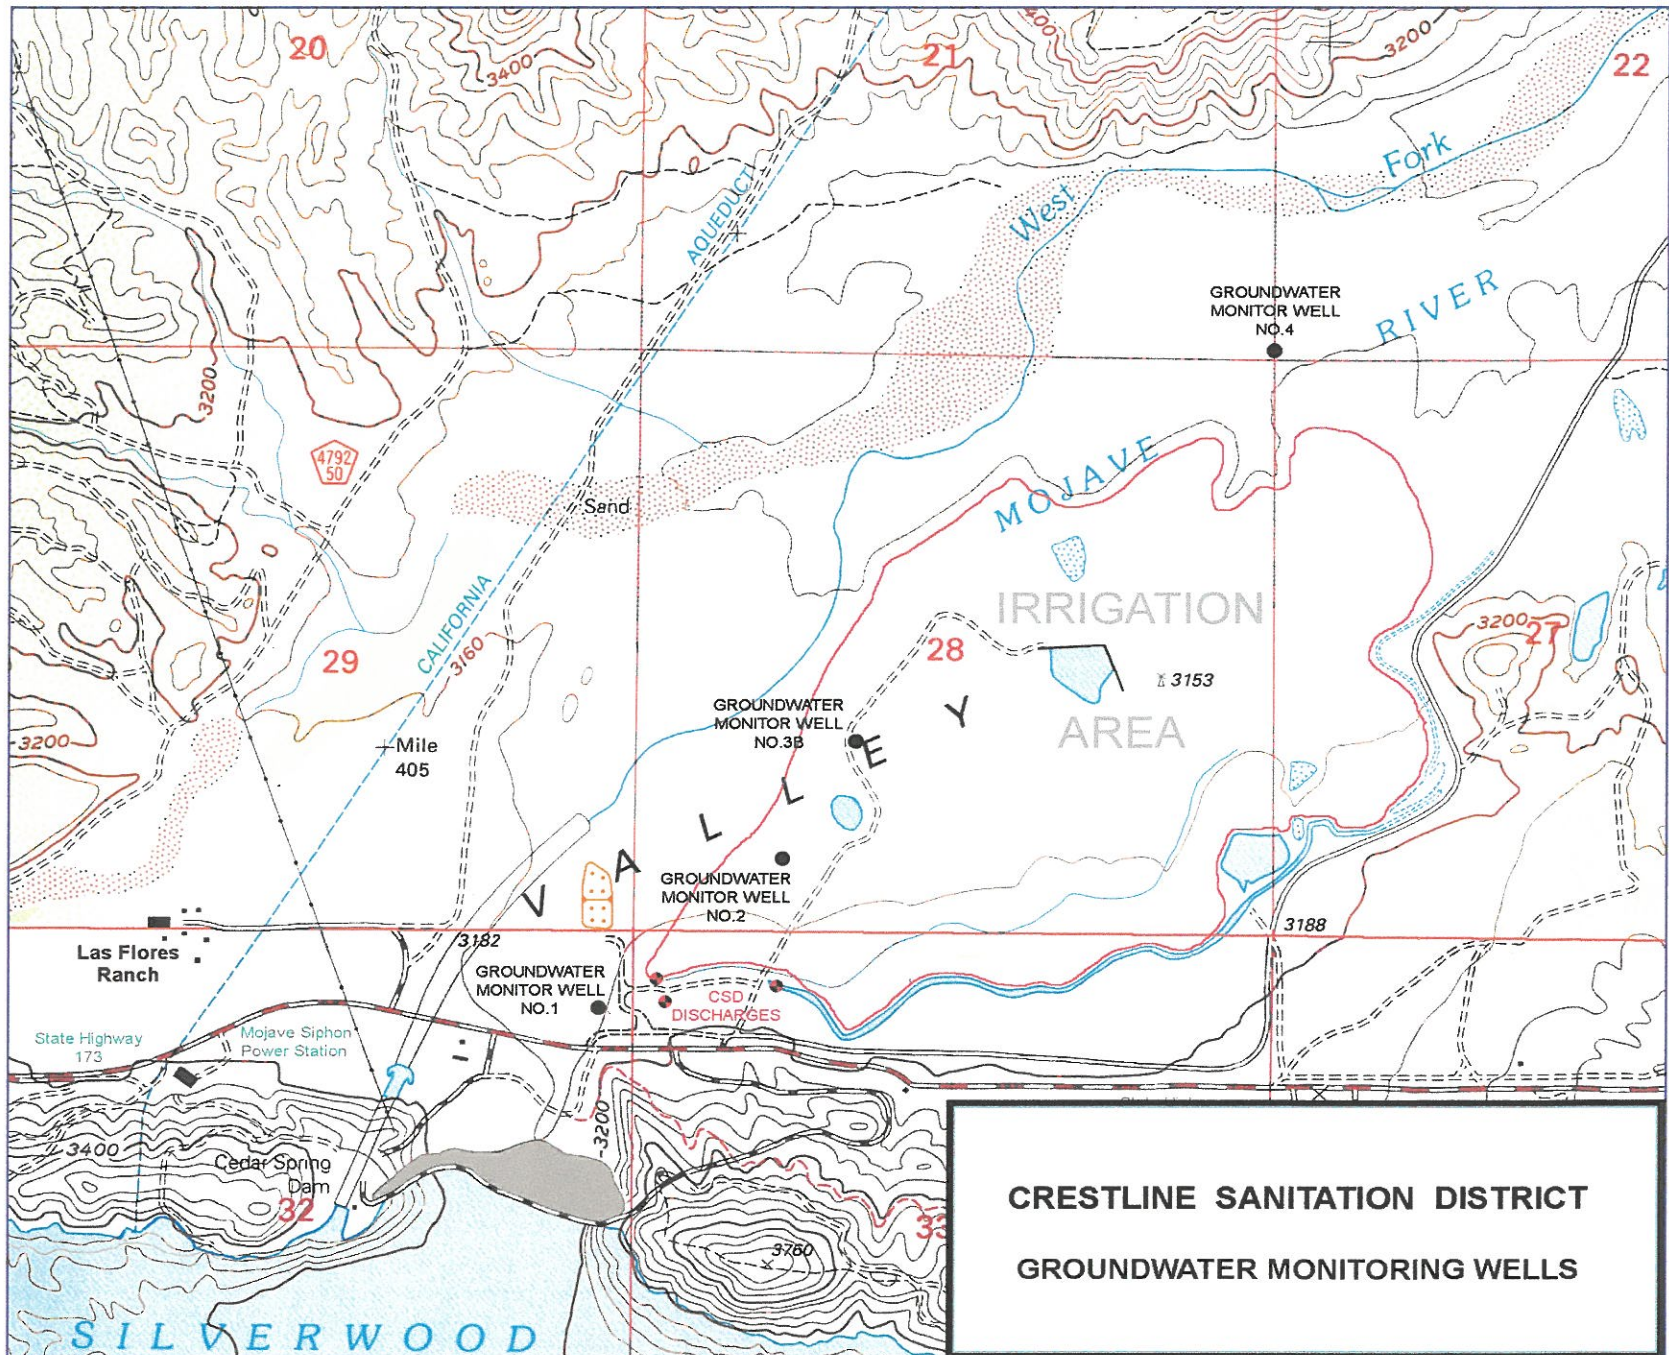 20
3400
400
21
3200
22
AQUEDUCT
West
Fork
GROUNDWATER
MONITOR WELL
NO.4
RIVER
3200
4792
50
Sand
MOJAVE
IRRIGATION
AREA
28
3153
29
CALIFORNIA
3160
3200
27
GROUNDWATER
MONITOR WELL
NO.3B
3200
Mile
405
VALLEY
GROUNDWATER
MONITOR WELL
NO.2
3188
Las Flores
Ranch
3182
GROUNDWATER
MONITOR WELL
NO.1
CSD
DISCHARGES
State Highway
173
Mojave Siphon
Power Station
3400
3200
Cedar Spring
Dam
32
33
3760
SILVERWOOD
CRESTLINE SANITATION DISTRICT
GROUNDWATER MONITORING WELLS